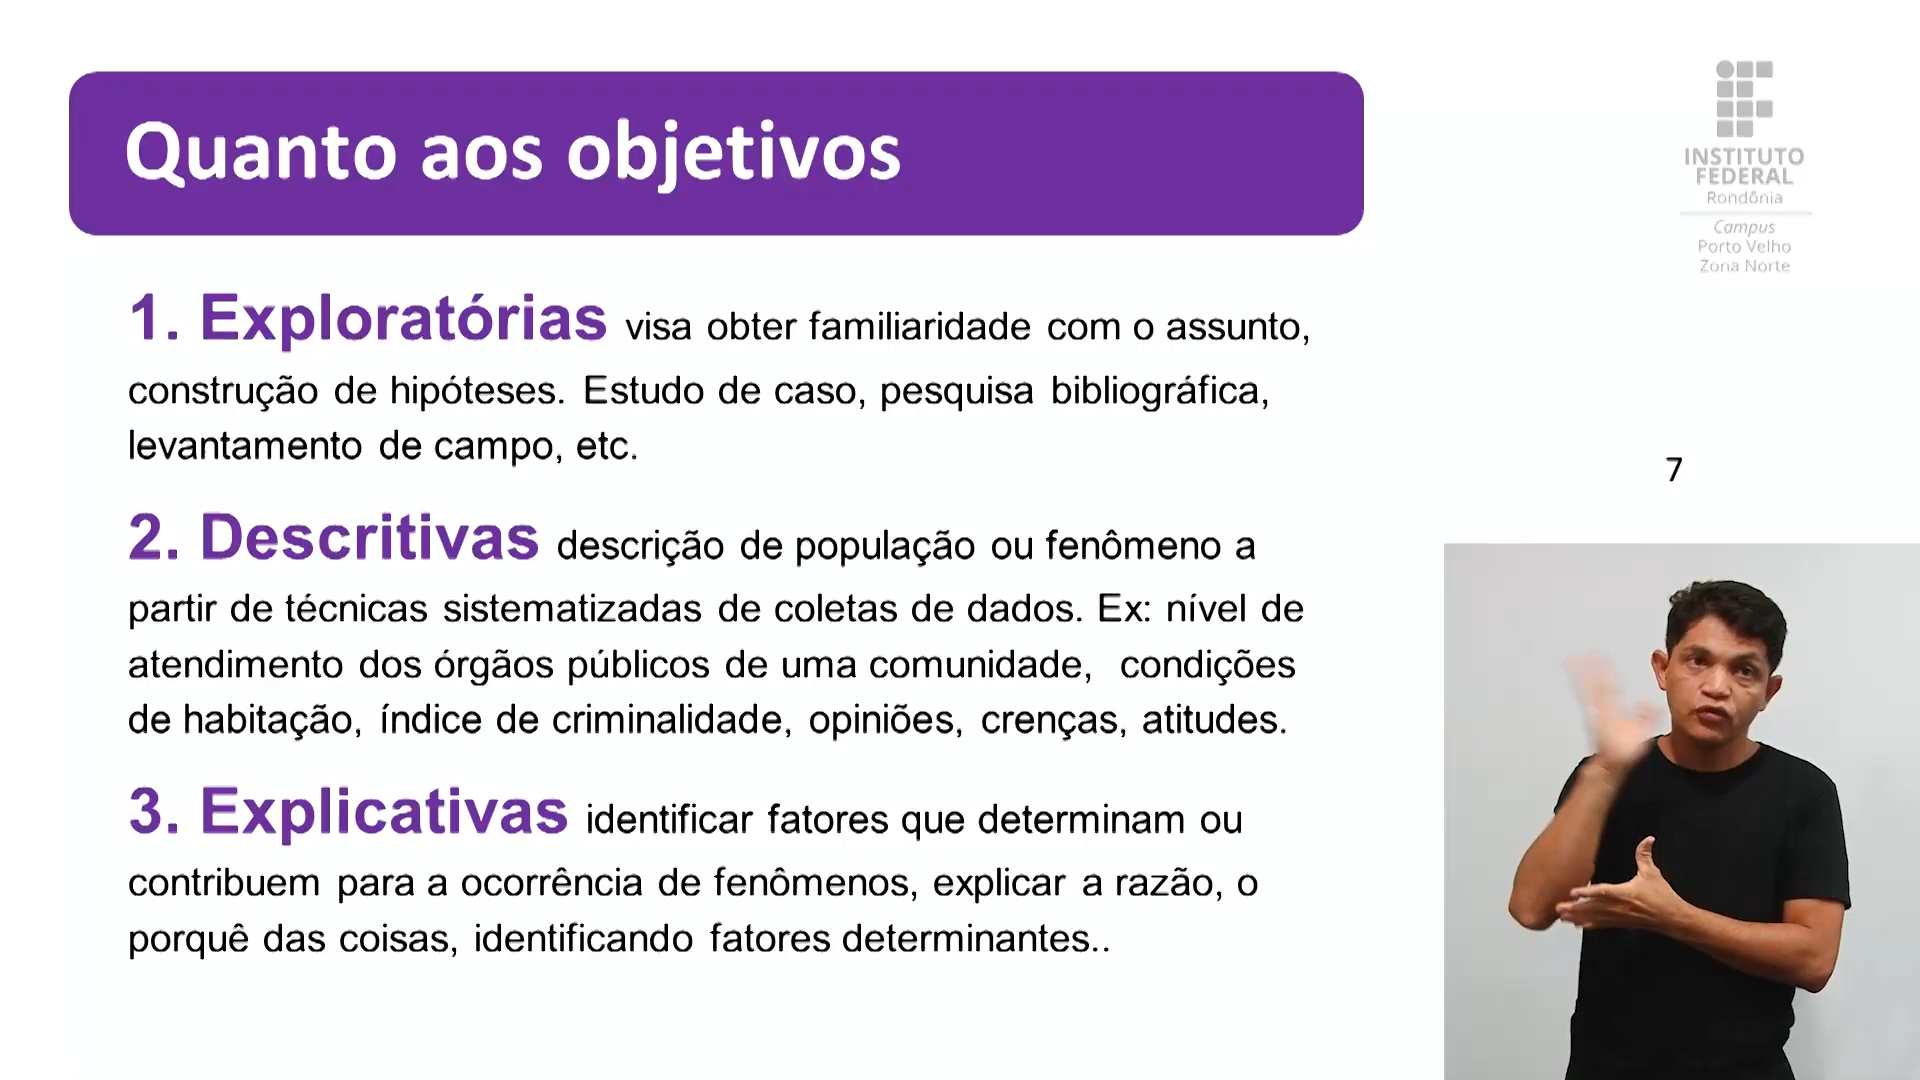 Quanto aos objetivos
INSTITUTO
FEDERAL
Rondônia
Campus
Porto Velho
Zona Norte
1. Exploratórias visa obter familiaridade com o assunto,
construção de hipóteses. Estudo de caso, pesquisa bibliográfica,
levantamento de campo, etc.
7
2. Descritivas descrição de população ou fenômeno a
partir de técnicas sistematizadas de coletas de dados. Ex: nível de
atendimento dos órgãos públicos de uma comunidade, condições
de habitação, índice de criminalidade, opiniões, crenças, atitudes.
3. Explicativas identificar fatores que determinam ou
contribuem para a ocorrência de fenômenos, explicar a razão, o
porquê das coisas, identificando fatores determinantes..